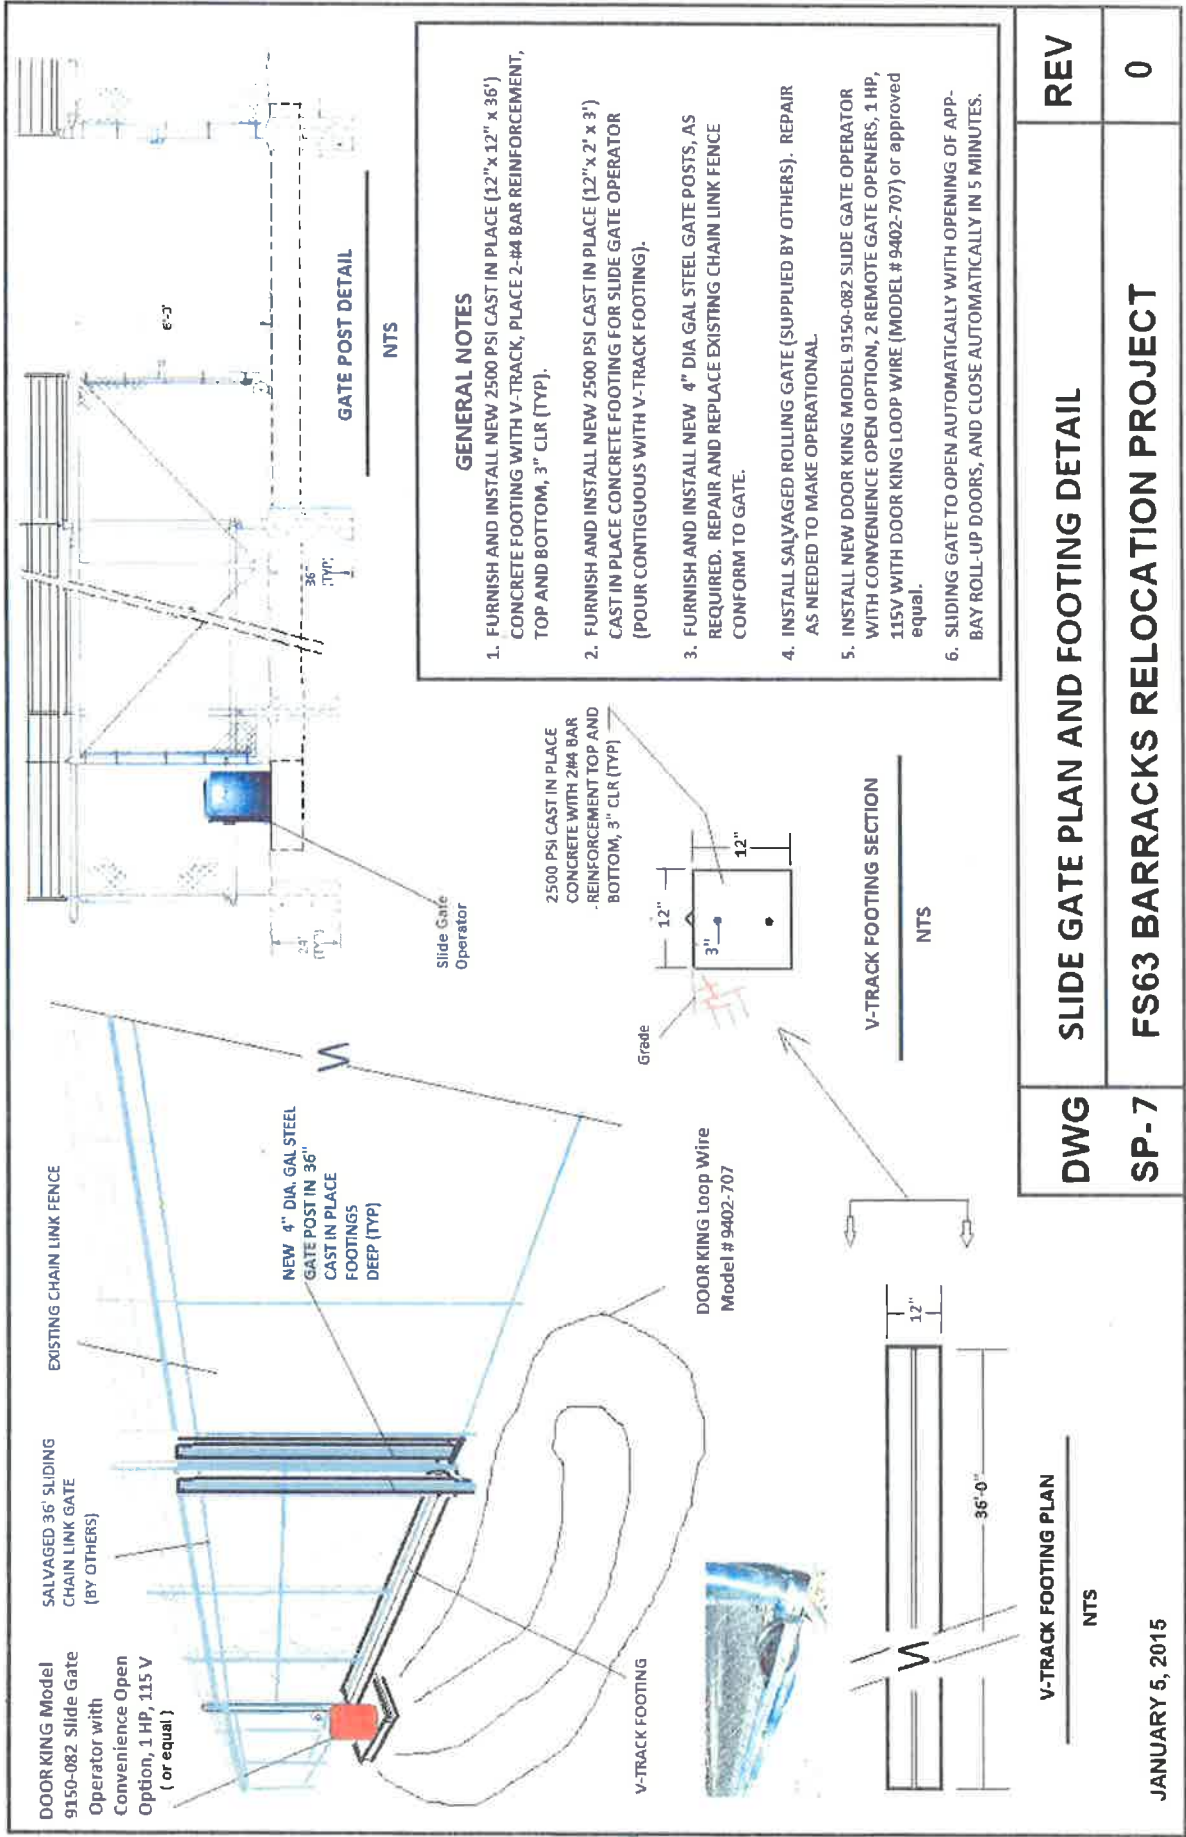 DOORKING Model
9150-082 Slide Gate
Operator with
Convenience Open
Option, 1 HP, 115 V
( or equal )
SALVAGED 36' SLIDING
CHAIN LINK GATE
(BY OTHERS)
EXISTING CHAIN LINK FENCE
NEW 4" DIA. GAL STEEL
GATE POST IN 36"
CAST IN PLACE
FOOTINGS
DEEP (TYP)
V-TRACK FOOTING
DOOR KING Loop Wire
Model # 9402-707
24"
(TYP)
Slide Gate
Operator
36"
(TYP)
6'-0"
GATE POST DETAIL
NTS
GENERAL NOTES
1. FURNISH AND INSTALL NEW 2500 PSI CAST IN PLACE (12"x 12" x 36')
CONCRETE FOOTING WITH V-TRACK, PLACE 2-#4 BAR REINFORCEMENT,
TOP AND BOTTOM, 3" CLR (TYP).
2. FURNISH AND INSTALL NEW 2500 PSI CAST IN PLACE (12"x 2' x 3')
CAST IN PLACE CONCRETE FOOTING FOR SLIDE GATE OPERATOR
(POUR CONTIGUOUS WITH V-TRACK FOOTING).
3. FURNISH AND INSTALL NEW 4" DIA GAL STEEL GATE POSTS, AS
REQUIRED. REPAIR AND REPLACE EXISTING CHAIN LINK FENCE
CONFORM TO GATE.
4. INSTALL SALVAGED ROLLING GATE (SUPPLIED BY OTHERS). REPAIR
AS NEEDED TO MAKE OPERATIONAL.
5. INSTALL NEW DOOR KING MODEL 9150-082 SLIDE GATE OPERATOR
WITH CONVENIENCE OPEN OPTION, 2 REMOTE GATE OPENERS, 1 HP,
115V WITH DOOR KING LOOP WIRE (MODEL # 9402-707) or approved
equal.
6. SLIDING GATE TO OPEN AUTOMATICALLY WITH OPENING OF APP-
BAY ROLL-UP DOORS, AND CLOSE AUTOMATICALLY IN 5 MINUTES.
2500 PSI CAST IN PLACE
CONCRETE WITH 2#4 BAR
- REINFORCEMENT TOP AND
BOTTOM, 3" CLR (TYP)
Grade
12"
3"
12"
V-TRACK FOOTING SECTION
NTS
12"
36'-0"
V-TRACK FOOTING PLAN
NTS
JANUARY 5, 2015
DWG
SLIDE GATE PLAN AND FOOTING DETAIL
REV
SP- 7
FS63 BARRACKS RELOCATION PROJECT
0